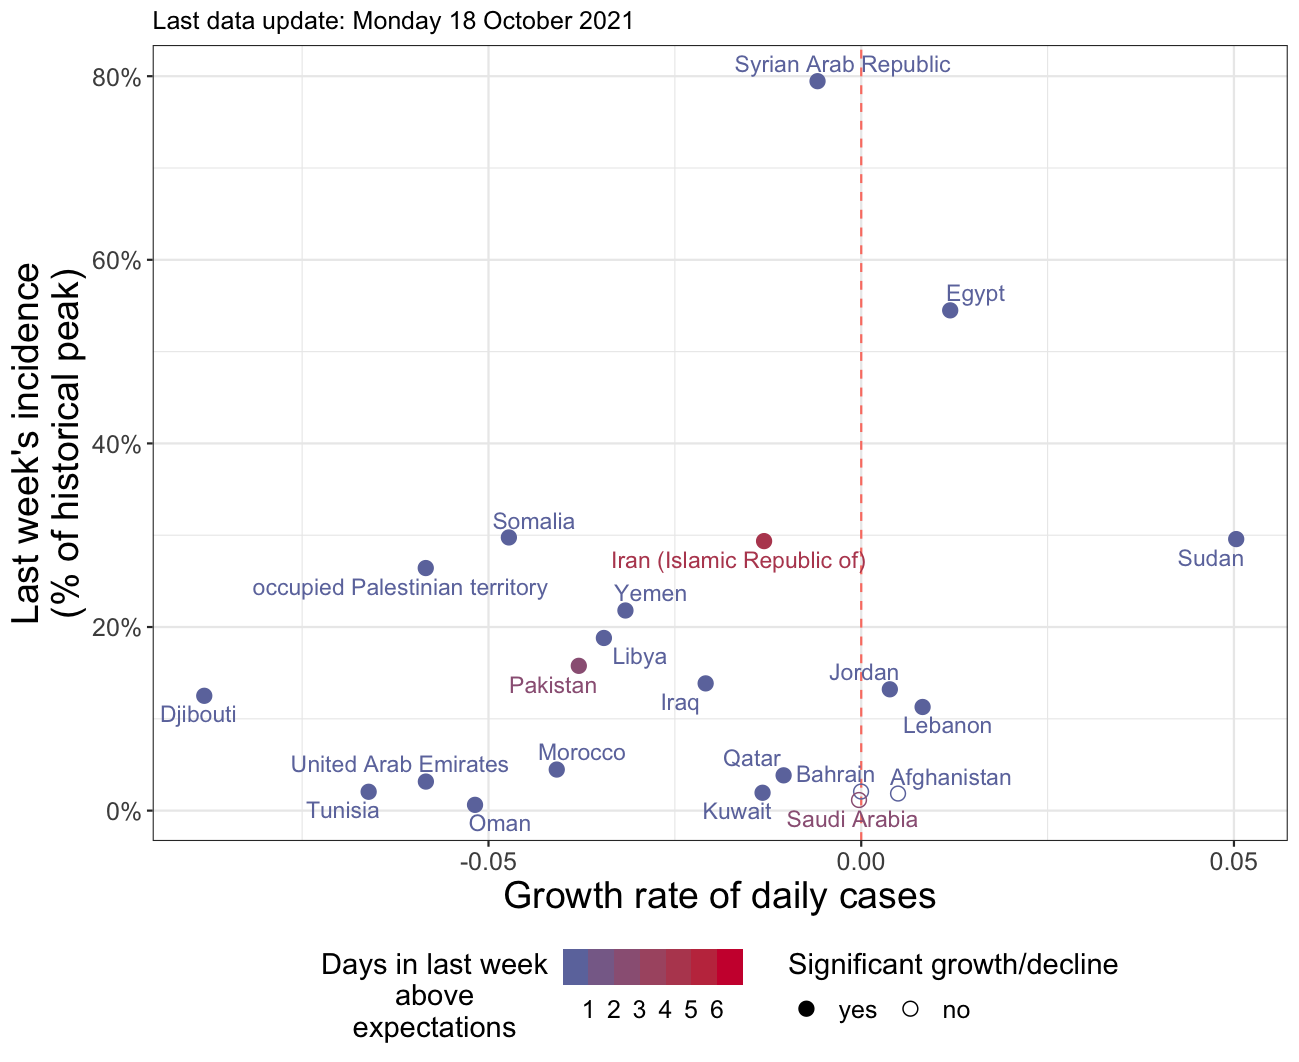 Last data update: Monday 18 October 2021
Last week's incidence
(% of historical peak)
80%
60%
40%
20%
0%
Syrian Arab Republic
Egypt
Somalia
Iran (Islamic Republic of)
Sudan
occupied Palestinian territory
Yemen
Libya
Pakistan
Iraq
Jordan
Djibouti
Lebanon
Morocco
United Arab Emirates
Qatar
Bahrain
Afghanistan
Tunisia
Kuwait
Oman
Saudi Arabia
-0.05
0.00
0.05
Growth rate of daily cases
Days in last week
above
expectations
1 2 3 4 5 6
Significant growth/decline
yes
no